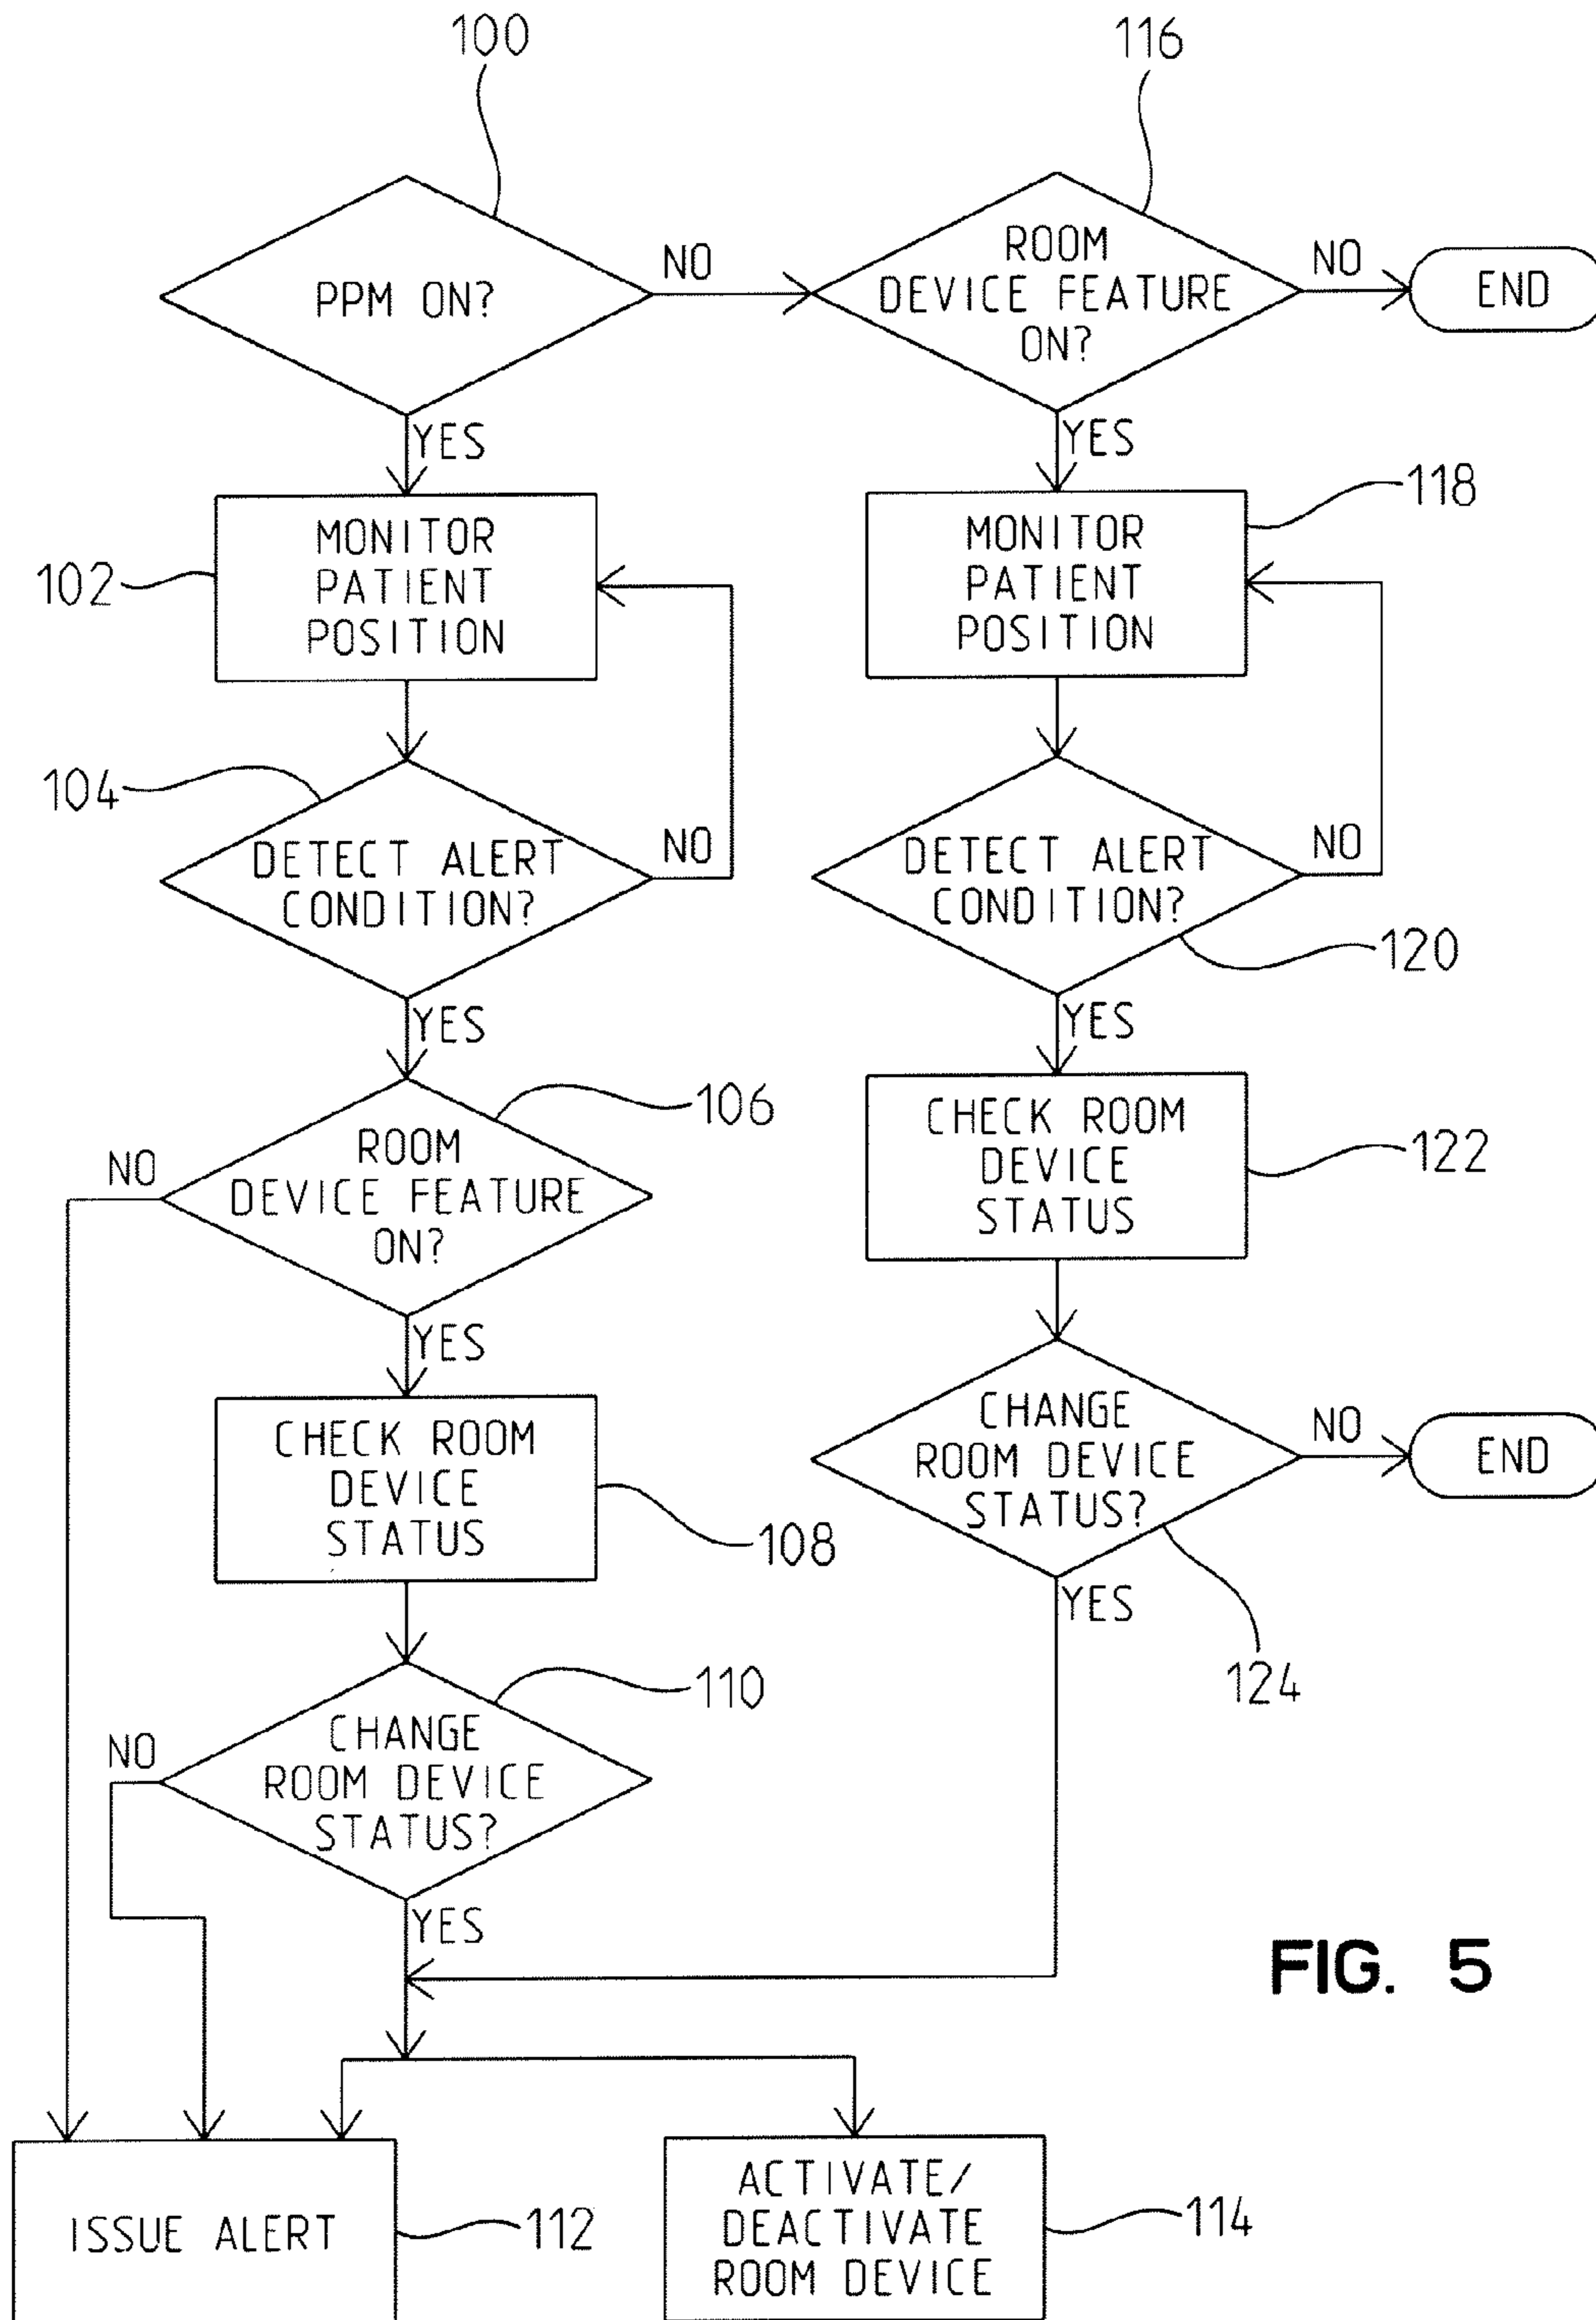 100
116
PPM ON?
NO
ROOM
DEVICE FEATURE
ON?
NO
END
YES
YES
102
MONITOR
PATIENT
POSITION
MONITOR
PATIENT
POSITION
118
104
DETECT ALERT
CONDITION?
NO
DETECT ALERT
CONDITION?
NO
120
YES
YES
106
NO
ROOM
DEVICE FEATURE
ON?
CHECK ROOM
DEVICE
STATUS
122
YES
CHECK ROOM
DEVICE
STATUS
108
CHANGE
ROOM DEVICE
STATUS?
NO
END
YES
124
110
NO
CHANGE
ROOM DEVICE
STATUS?
YES
FIG. 5
ISSUE ALERT
112
ACTIVATE/
DEACTIVATE
ROOM DEVICE
114